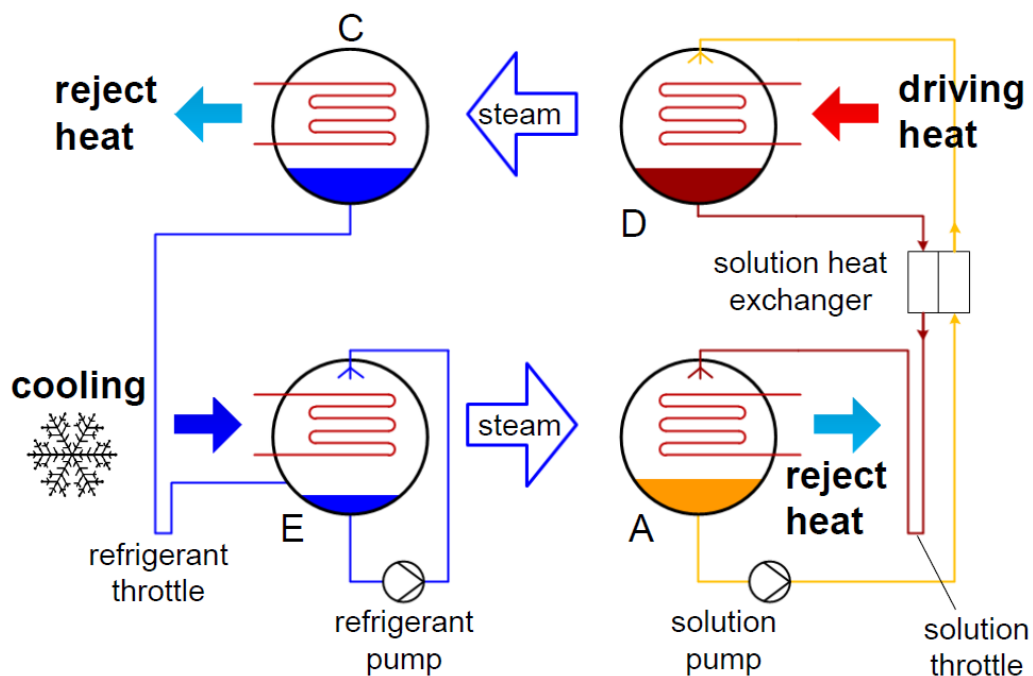 C
reject
heat
steam
driving
heat
D
solution heat
exchanger
cooling
steam
reject
heat
E
A
refrigerant
throttle
refrigerant
pump
solution
pump
solution
throttle